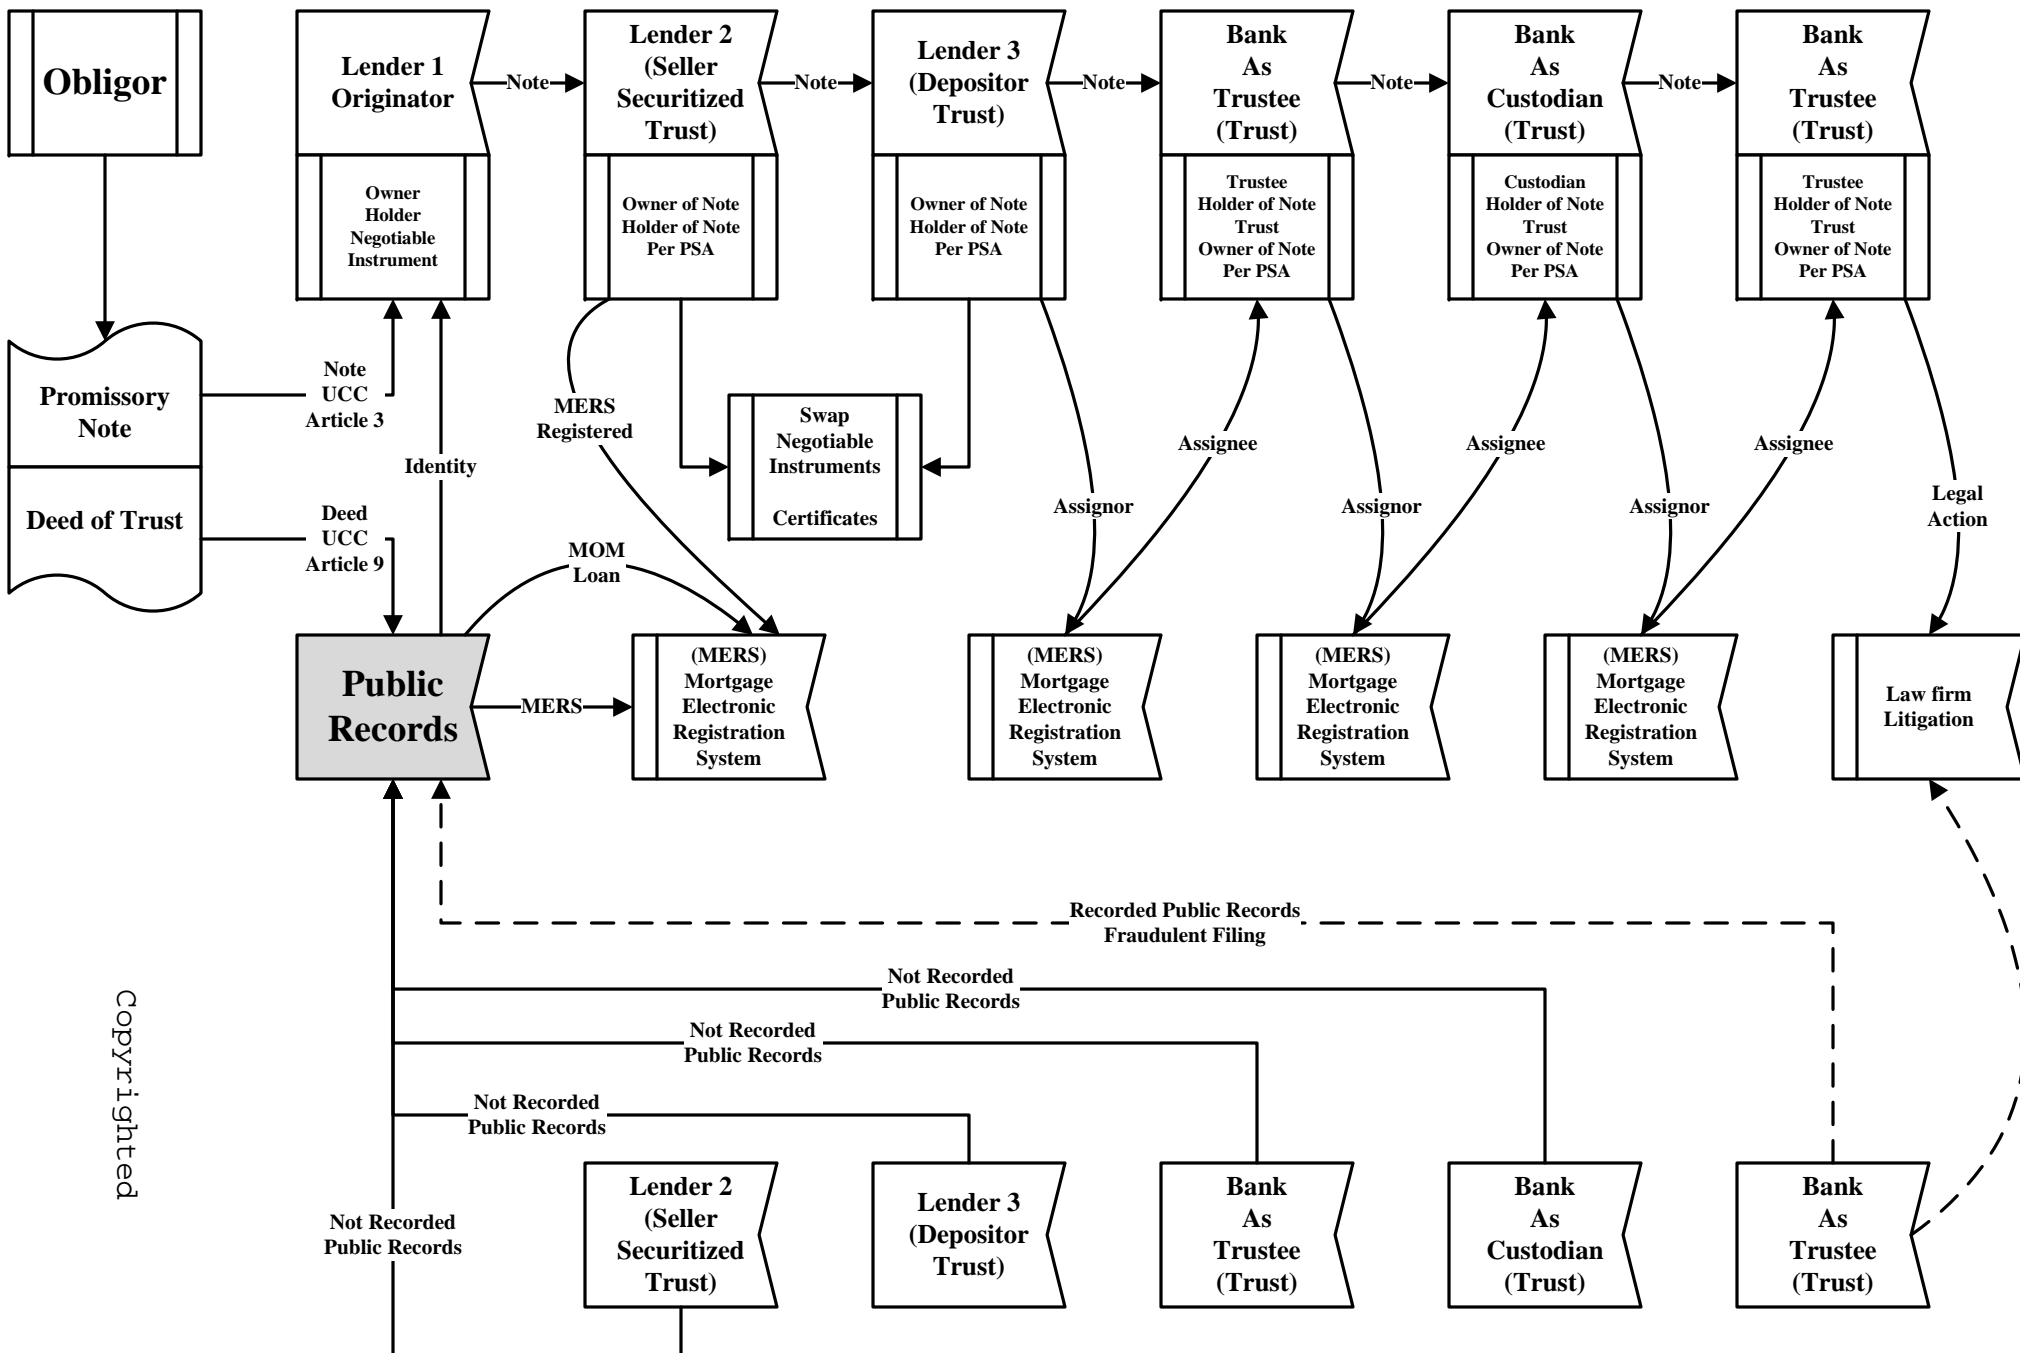 Obligor
Lender 1
Originator
Note
Lender 2
(Seller
Securitized
Trust)
Note
Lender 3
(Depositor
Trust)
Note
Bank
As
Trustee
(Trust)
Note
Bank
As
Custodian
(Trust)
Note
Bank
As
Trustee
(Trust)
Owner
Holder
Negotiable
Instrument
Owner of Note
Holder of Note
Per PSA
Owner of Note
Holder of Note
Per PSA
Trustee
Holder of Note
Trust
Owner of Note
Per PSA
Custodian
Holder of Note
Trust
Owner of Note
Per PSA
Trustee
Holder of Note
Trust
Owner of Note
Per PSA
Promissory
Note
Deed of Trust
Note
UCC
Article 3
Identity
Deed
UCC
Article 9
MERS
Registered
MOM
Loan
Swap
Negotiable
Instruments
Certificates
Assignor
Assignee
Assignor
Assignee
Assignor
Assignee
Legal
Action
Public
Records
MERS
(MERS)
Mortgage
Electronic
Registration
System
(MERS)
Mortgage
Electronic
Registration
System
(MERS)
Mortgage
Electronic
Registration
System
(MERS)
Mortgage
Electronic
Registration
System
Law firm
Litigation
Recorded Public Records
Fraudulent Filing
Not Recorded
Public Records
Not Recorded
Public Records
Not Recorded
Public Records
Not Recorded
Public Records
Copyrighted
Lender 2
(Seller
Securitized
Trust)
Lender 3
(Depositor
Trust)
Bank
As
Trustee
(Trust)
Bank
As
Custodian
(Trust)
Bank
As
Trustee
(Trust)